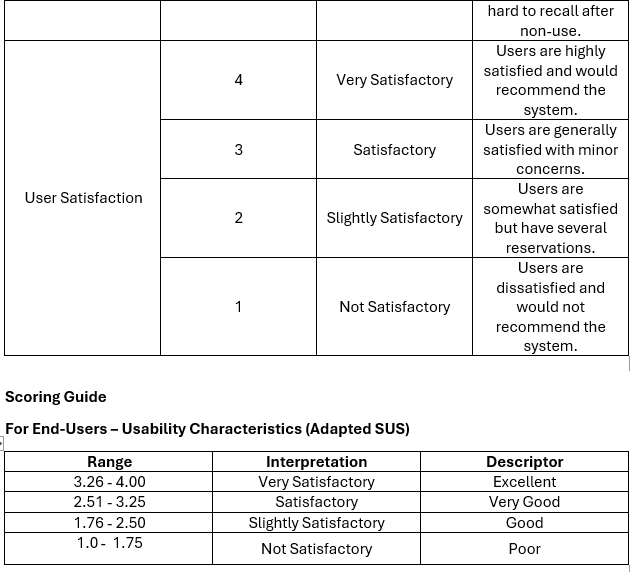 hard to recall after
non-use.
User Satisfaction
4
Very Satisfactory
Users are highly
satisfied and would
recommend the
system.
3
Satisfactory
Users are generally
satisfied with minor
concerns.
2
Slightly Satisfactory
Users are
somewhat satisfied
but have several
reservations.
1
Not Satisfactory
Users are
dissatisfied and
would not
recommend the
system.
Scoring Guide
For End-Users – Usability Characteristics (Adapted SUS)
Range Interpretation Descriptor
3.26 - 4.00 Very Satisfactory Excellent
2.51 - 3.25 Satisfactory Very Good
1.76 - 2.50 Slightly Satisfactory Good
1.0 - 1.75 Not Satisfactory Poor